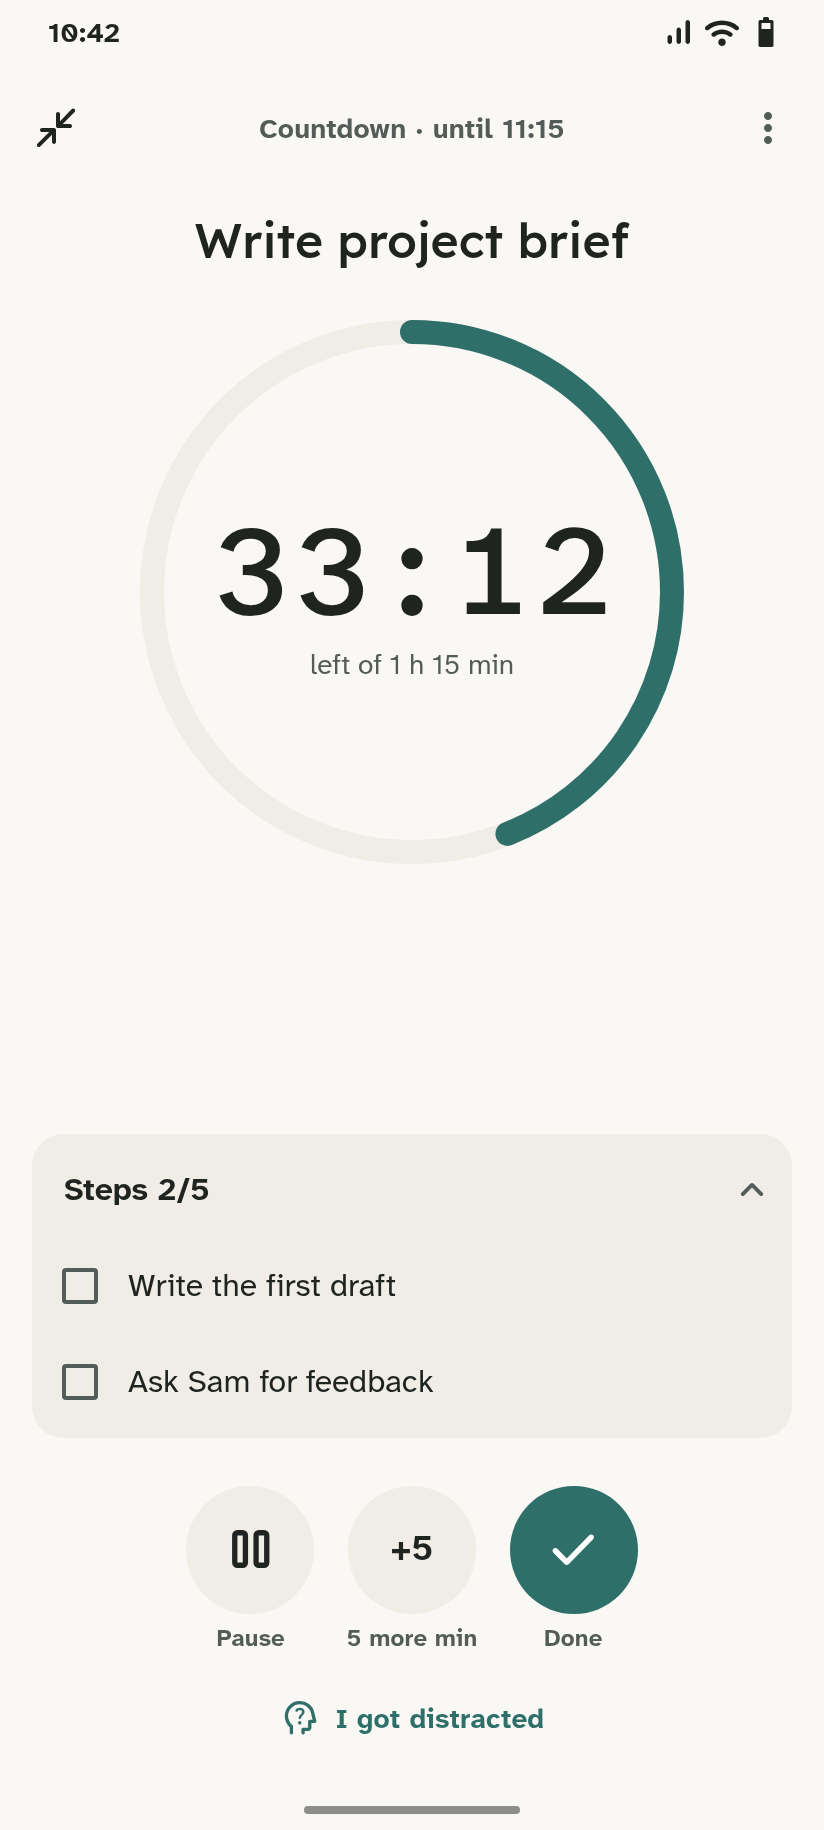 10:42
Countdown · until 11:15
Write project brief
33:12
left of 1 h 15 min
Steps 2/5
Write the first draft
Ask Sam for feedback
+5
Pause
5 more min
Done
I got distracted